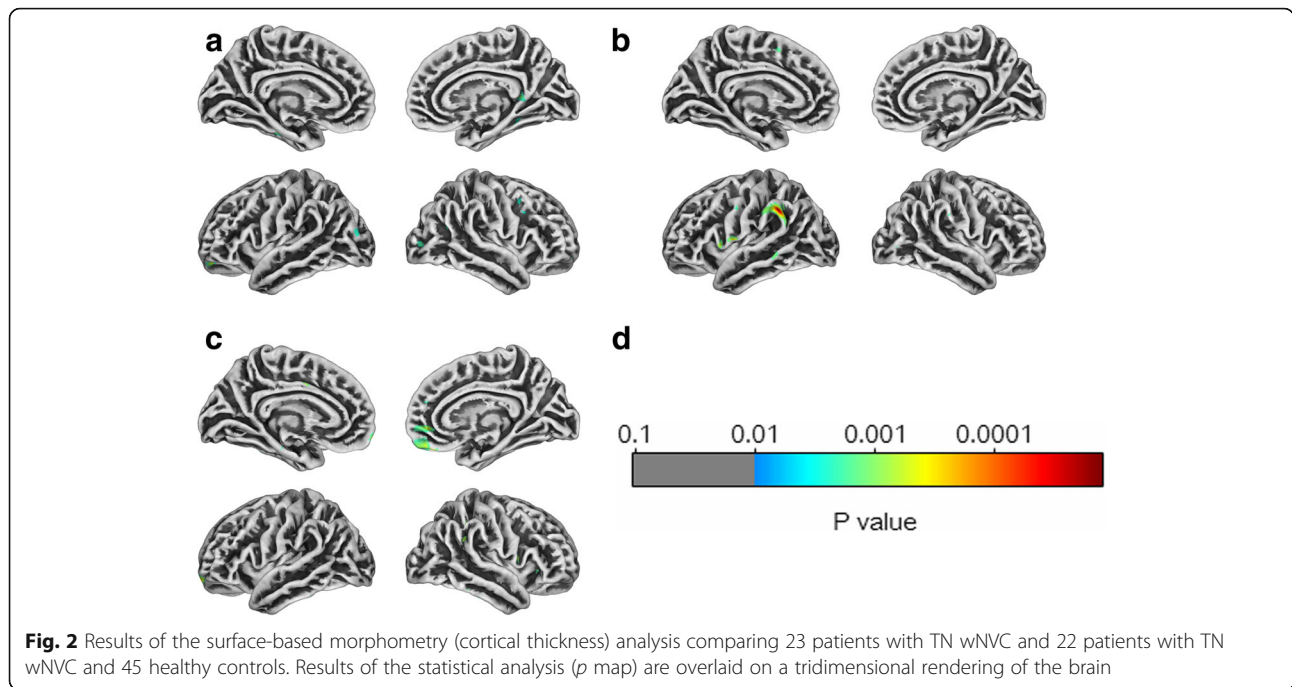 a
b
c
d
0.1 0.01 0.001 0.0001
P value
Fig. 2 Results of the surface-based morphometry (cortical thickness) analysis comparing 23 patients with TN wNVC and 22 patients with TN
wNVC and 45 healthy controls. Results of the statistical analysis (p map) are overlaid on a tridimensional rendering of the brain